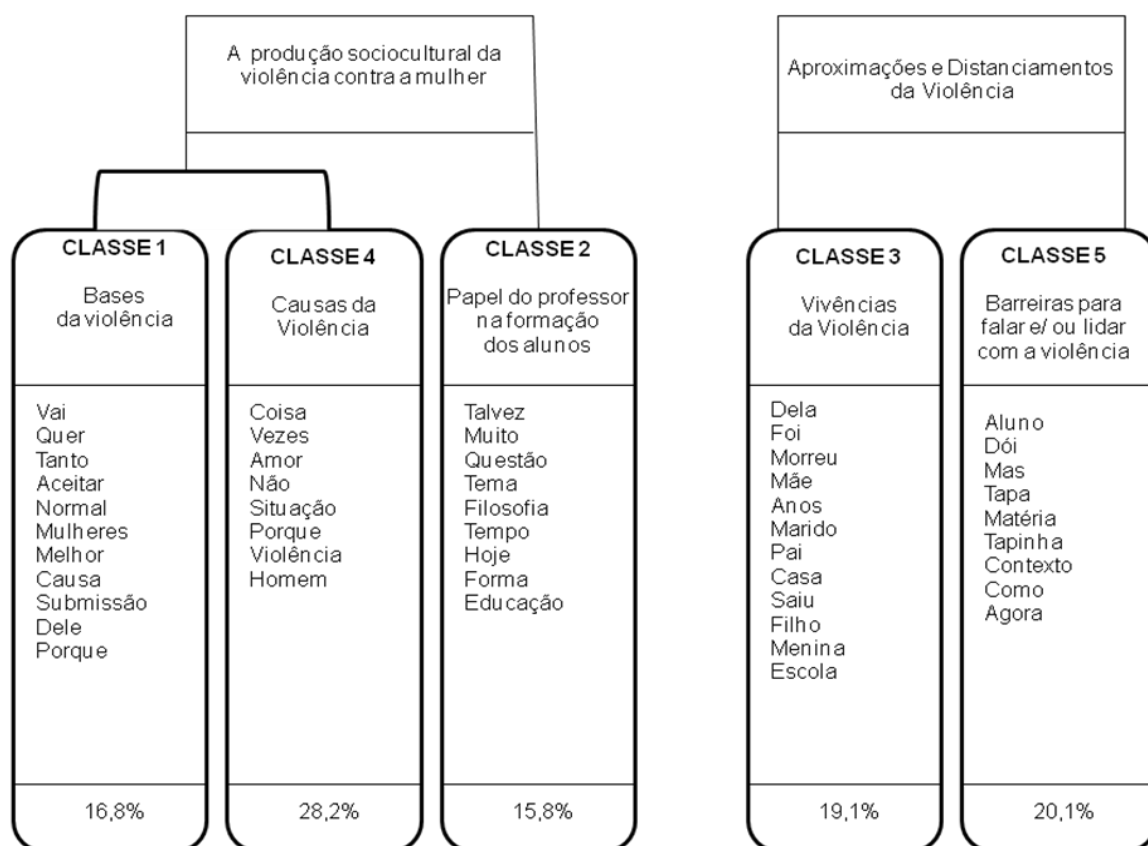 A produção sociocultural da
violência contra a mulher
Aproximações e Distanciamentos
da Violência
CLASSE 1
Bases
da violência
Vai
Quer
Tanto
Aceitar
Normal
Mulheres
Melhor
Causa
Submissão
Dele
Porque
16,8%
CLASSE 4
Causas da
Violência
Coisa
Vezes
Amor
Não
Situação
Porque
Violência
Homem
28,2%
CLASSE 2
Papel do professor
na formação
dos alunos
Talvez
Muito
Questão
Tema
Filosofia
Tempo
Hoje
Forma
Educação
15,8%
CLASSE 3
Vivências
da Violência
Dela
Foi
Morreu
Mãe
Anos
Marido
Pai
Casa
Saiu
Filho
Menina
Escola
19,1%
CLASSE 5
Barreiras para
falar e/ ou lidar
com a violência
Aluno
Dói
Mas
Tapa
Matéria
Tapinha
Contexto
Como
Agora
20,1%